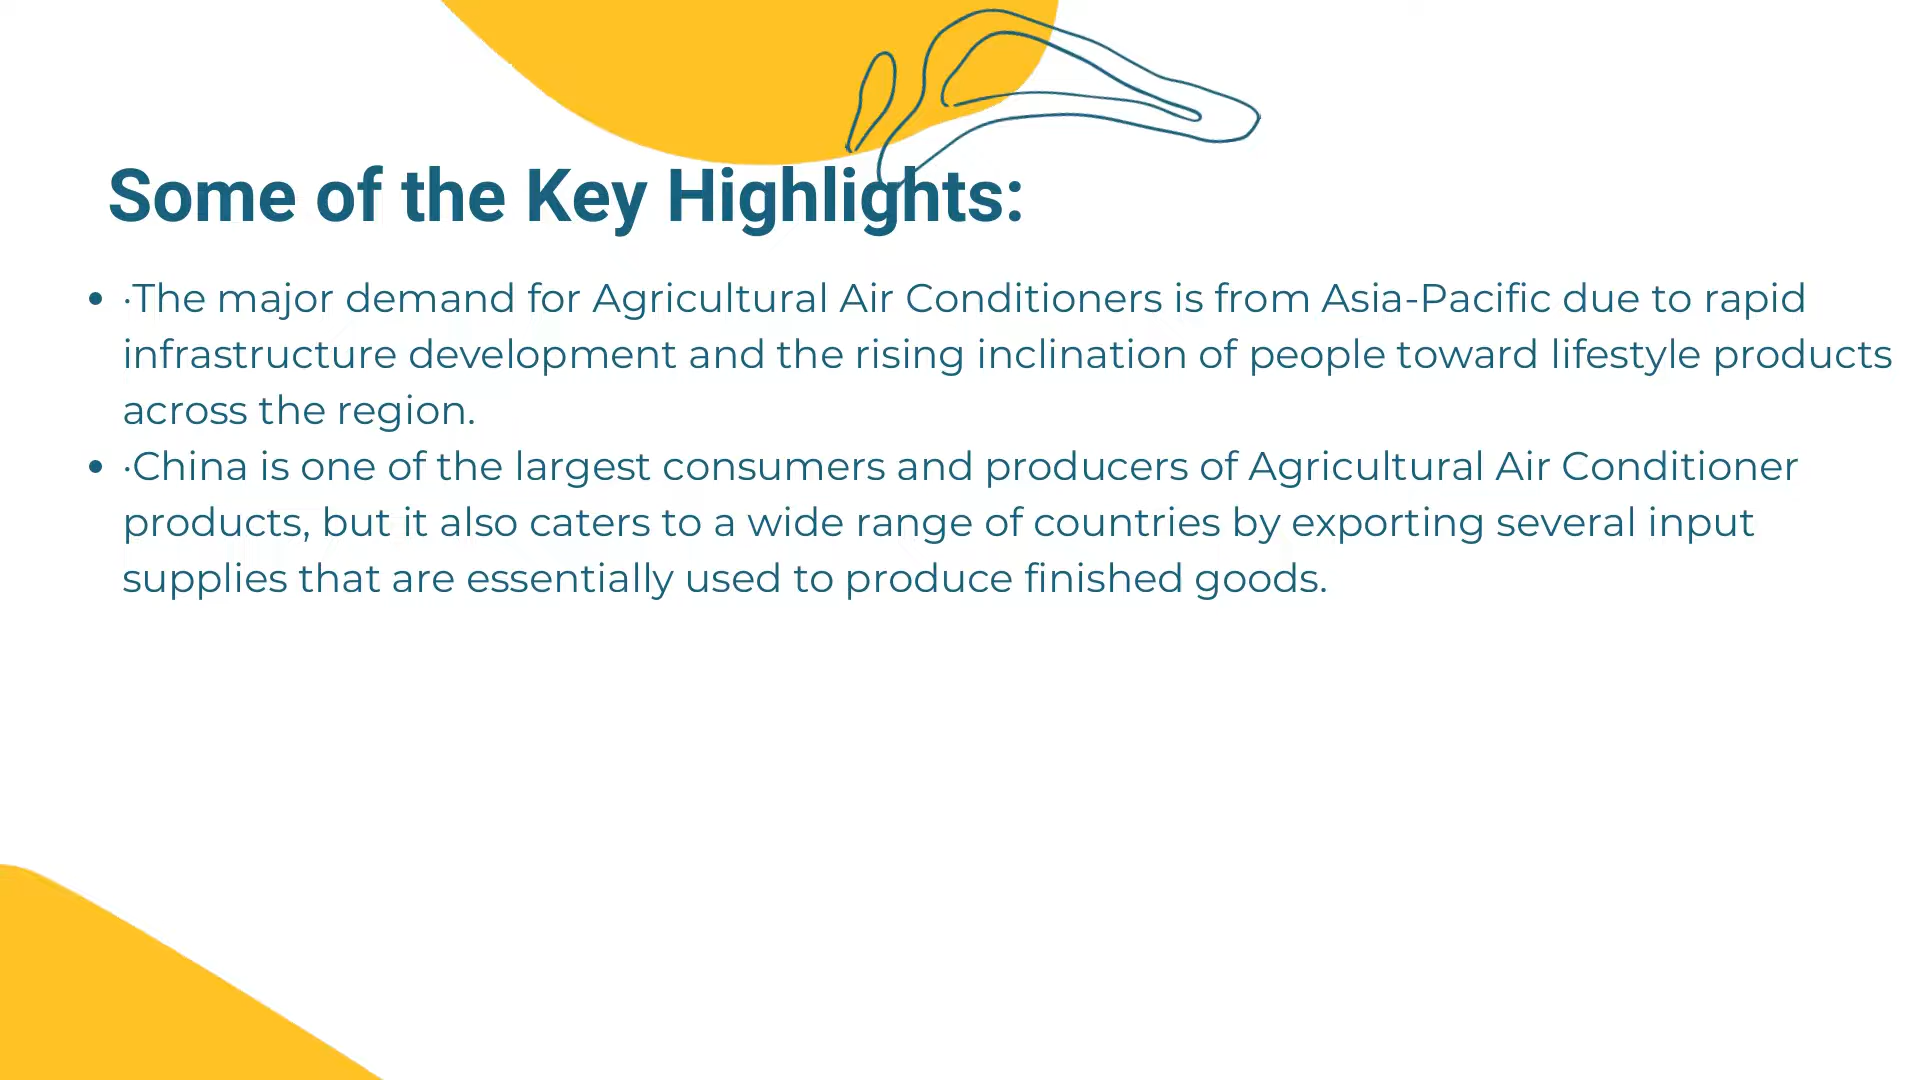 Some of the Key Highlights:
• ·The major demand for Agricultural Air Conditioners is from Asia-Pacific due to rapid
infrastructure development and the rising inclination of people toward lifestyle products
across the region.
• ·China is one of the largest consumers and producers of Agricultural Air Conditioner
products, but it also caters to a wide range of countries by exporting several input
supplies that are essentially used to produce finished goods.